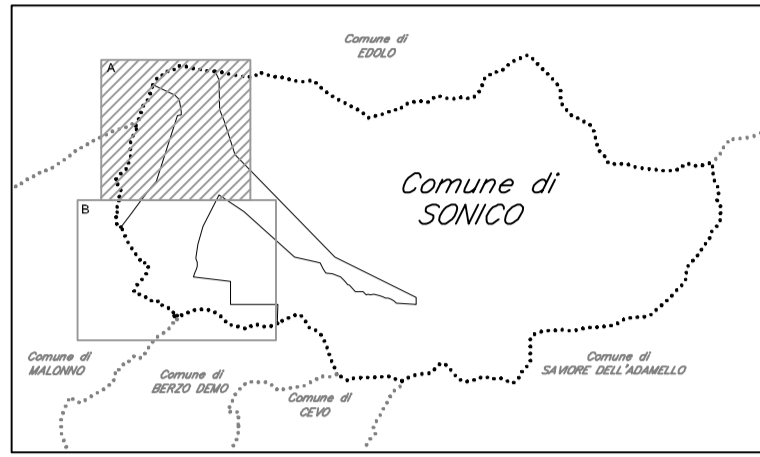 Comune di
EDOLO
A
Comune di
SONICO
B
Comune di
MALONNO
Comune di
BERZO DEMO
Comune di
CEVO
Comune di
SAVIORE DELL'ADAMELLO